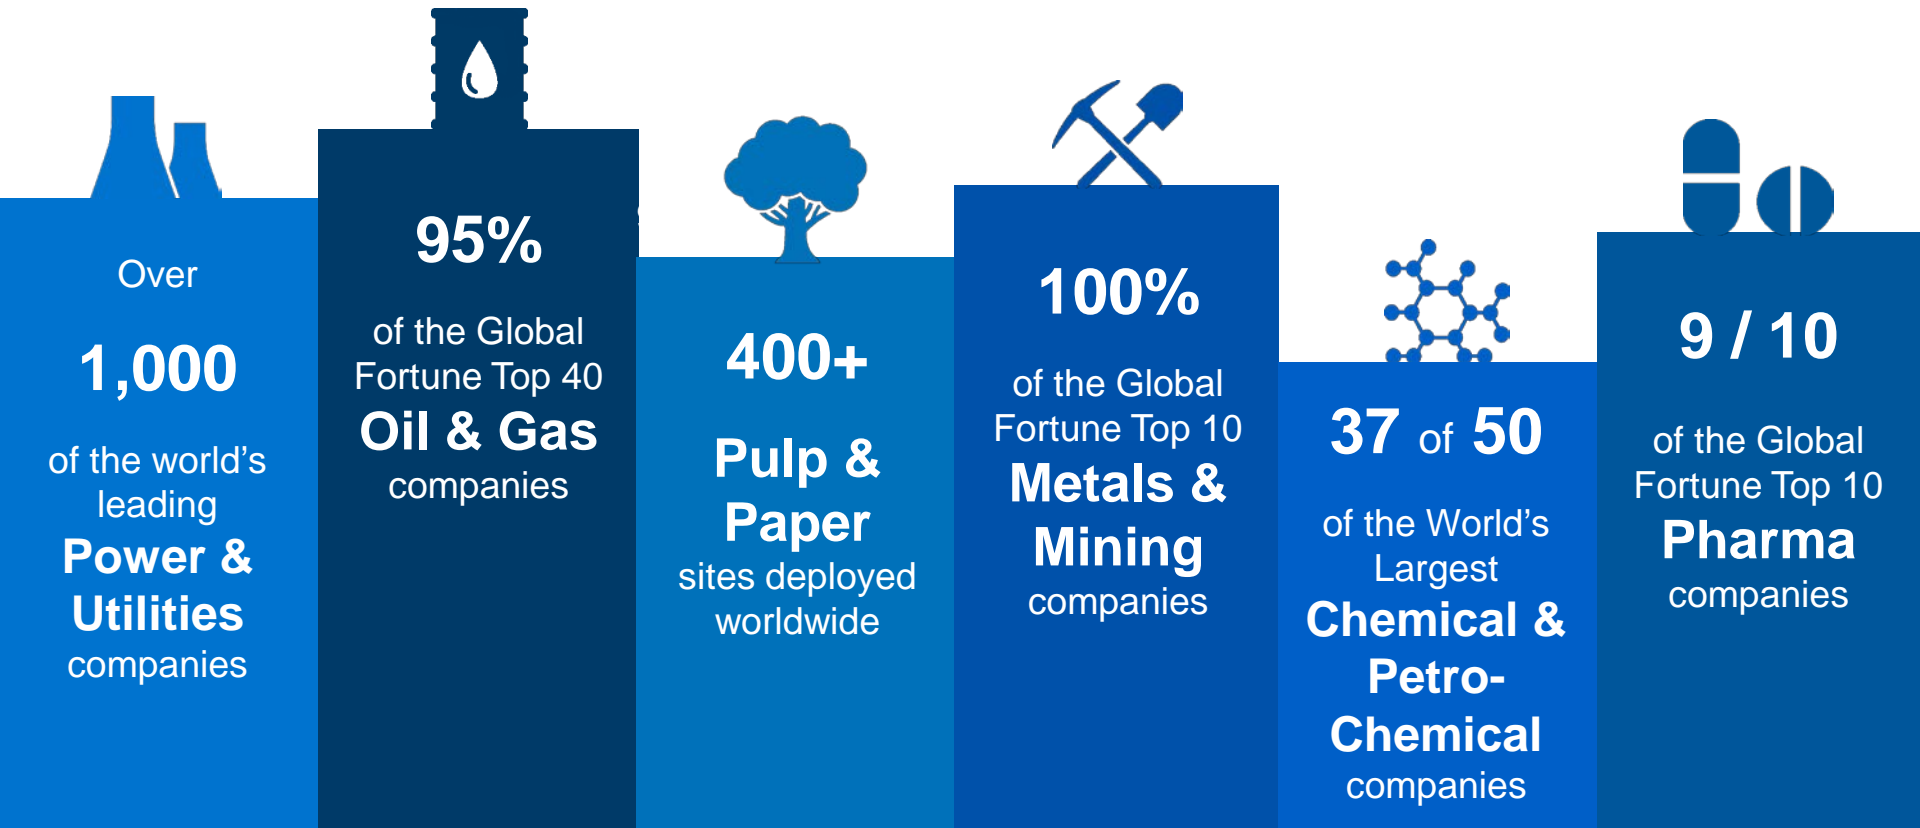 Over
1,000
of the world's
leading
Power &
Utilities
companies
95%
of the Global
Fortune Top 40
Oil & Gas
companies
400+
Pulp &
Paper
sites deployed
worldwide
100%
of the Global
Fortune Top 10
Metals &
Mining
companies
37 of 50
of the World's
Largest
Chemical &
Petro-
Chemical
companies
9 / 10
of the Global
Fortune Top 10
Pharma
companies